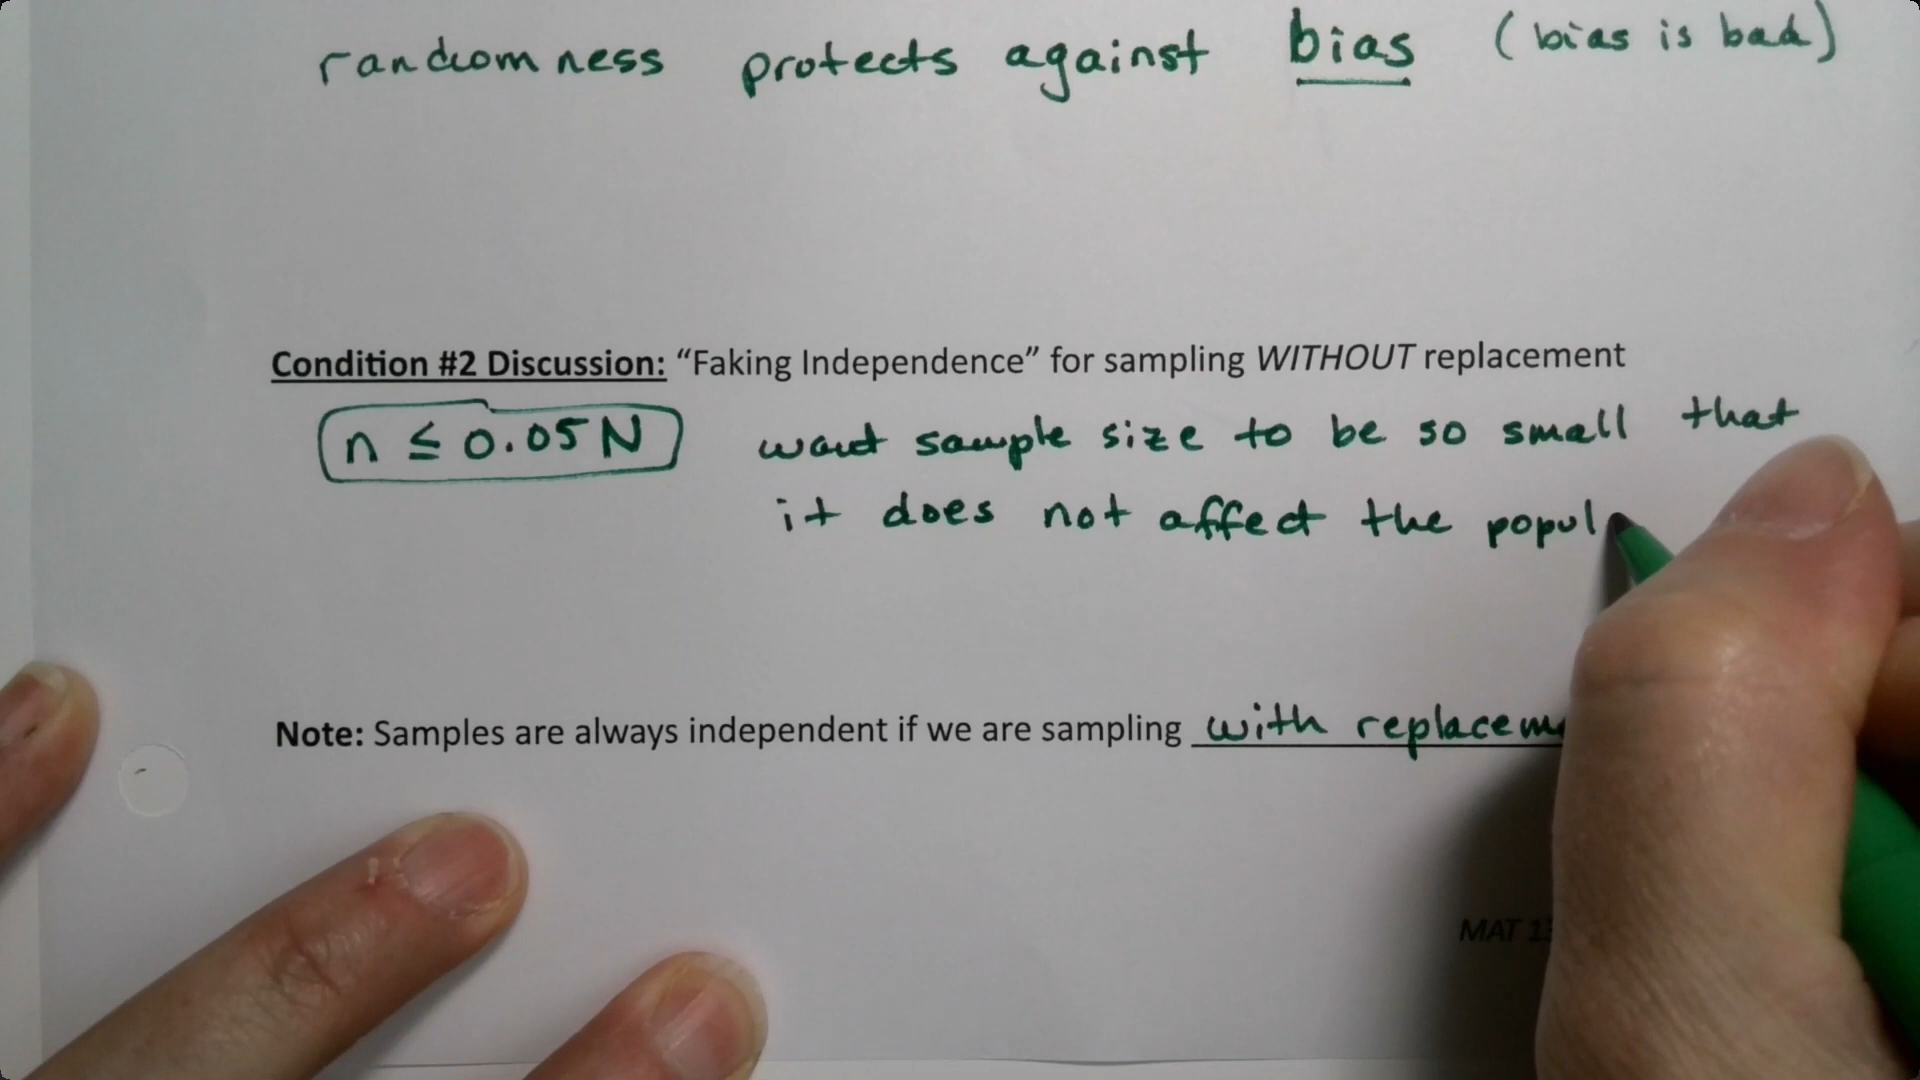 randomness protects against bias (bias is bad)
Condition #2 Discussion: “Faking Independence” for sampling WITHOUT replacement
n ≤ 0.05N want sample size to be so small that
it does not affect the popul
Note: Samples are always independent if we are sampling with replacem
MAT 13